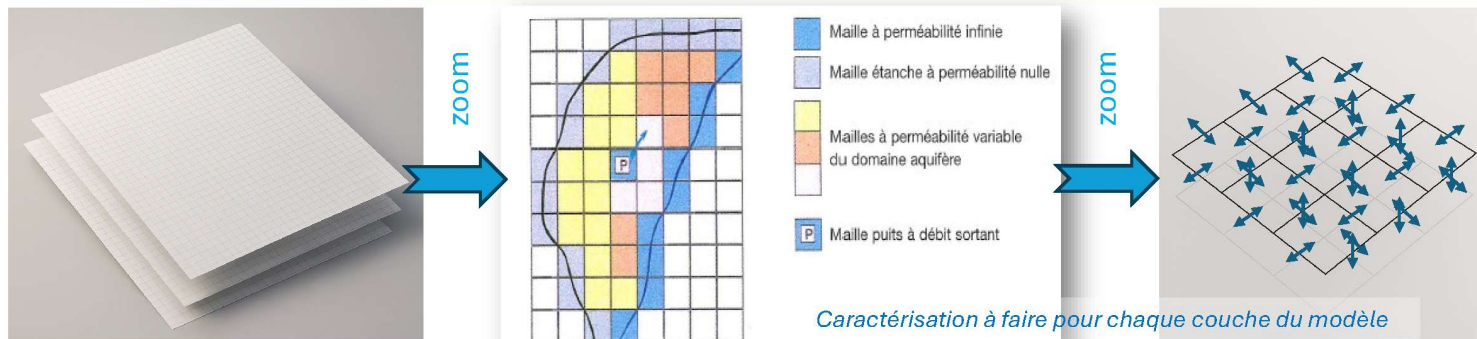 zoom
Maille à perméabilité infinie
Maille étanche à perméabilité nulle
Mailles à perméabilité variable
du domaine aquifère
P
P
Maille puits à débit sortant
zoom
Caractérisation à faire pour chaque couche du modèle